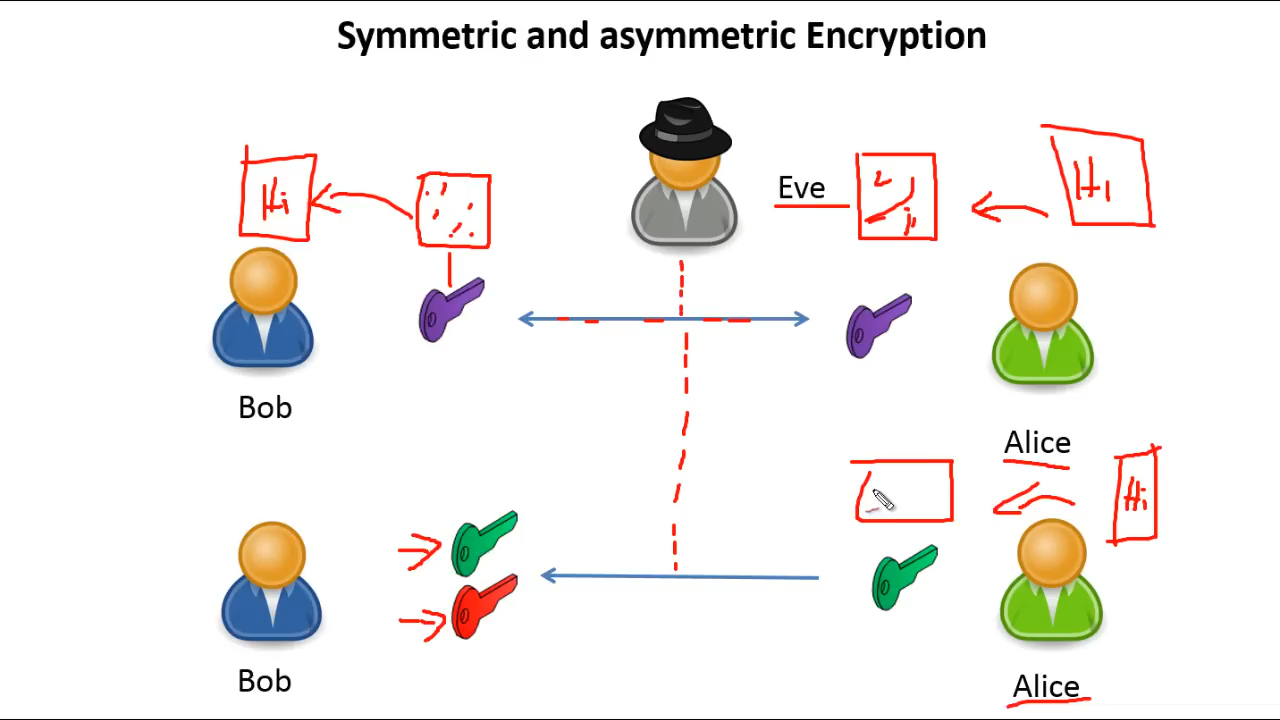 Symmetric and asymmetric Encryption
Hi
Eve
Hi
Bob
Alice
Hi
Bob
Alice